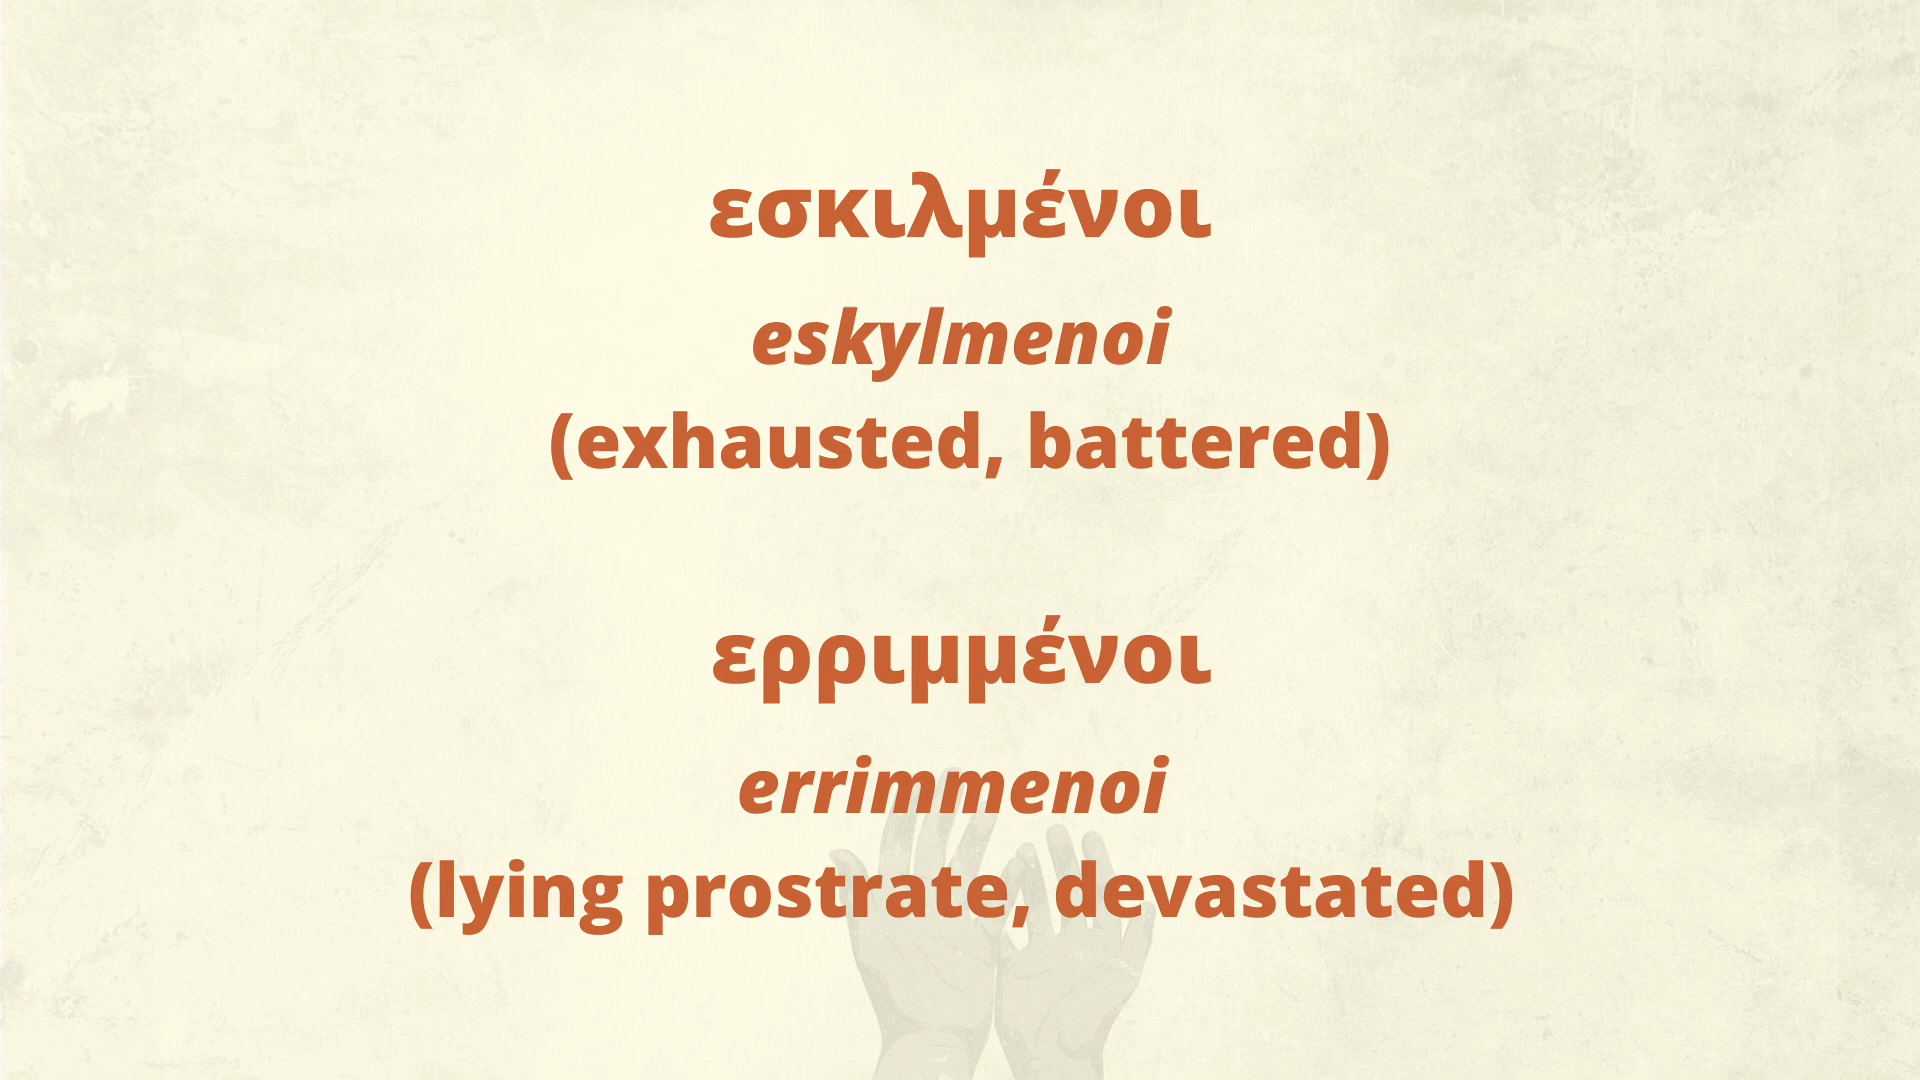 εσκιλμένοι
eskylmenoi
(exhausted, battered)
ερριμμένοι
errimmenoi
(lying prostrate, devastated)